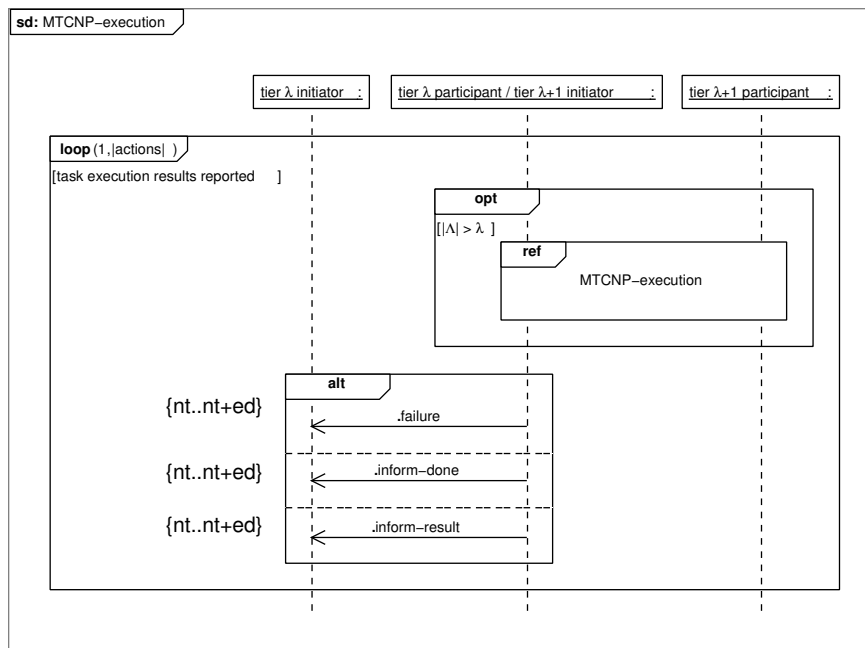 sd: MTCNP−execution
tier λ initiator :
tier λ participant / tier λ+1 initiator :
tier λ+1 participant :
loop (1,|actions| )
[task execution results reported ]
opt
[|Λ| > λ ]
ref
MTCNP−execution
alt
{nt..nt+ed}
.failure
{nt..nt+ed}
.inform−done
{nt..nt+ed}
.inform−result